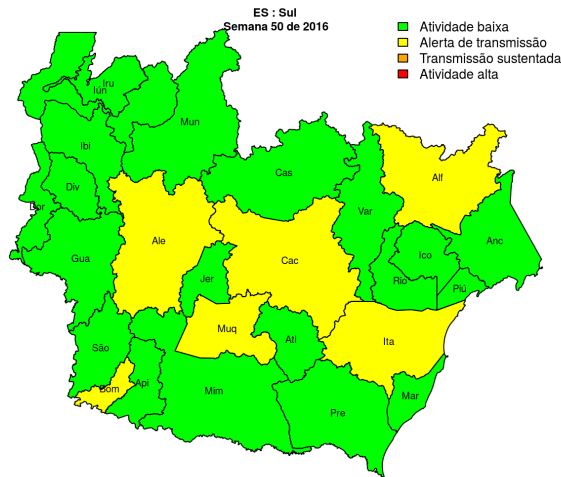 ES : Sul
Semana 50 de 2016
Atividade baixa
Alerta de transmissão
Transmissão sustentada
Atividade alta
Iru
Iún
Mun
Ibi
Cas
Alf
Div
Dor
Var
Ale
Anc
Gua
Ico
Cac
Jer
Rio
Piú
Muq
Ati
Ita
São
Bom
Api
Mim
Mar
Pre